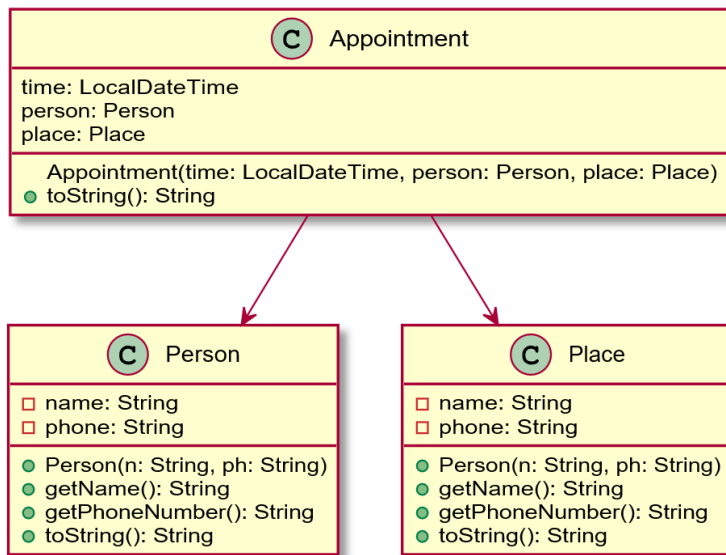 C Appointment
time: LocalDateTime
person: Person
place: Place
Appointment(time: LocalDateTime, person: Person, place: Place)
toString(): String
C Person
name: String
phone: String
Person(n: String, ph: String)
getName(): String
getPhoneNumber(): String
toString(): String
C Place
name: String
phone: String
Person(n: String, ph: String)
getName(): String
getPhoneNumber(): String
toString(): String